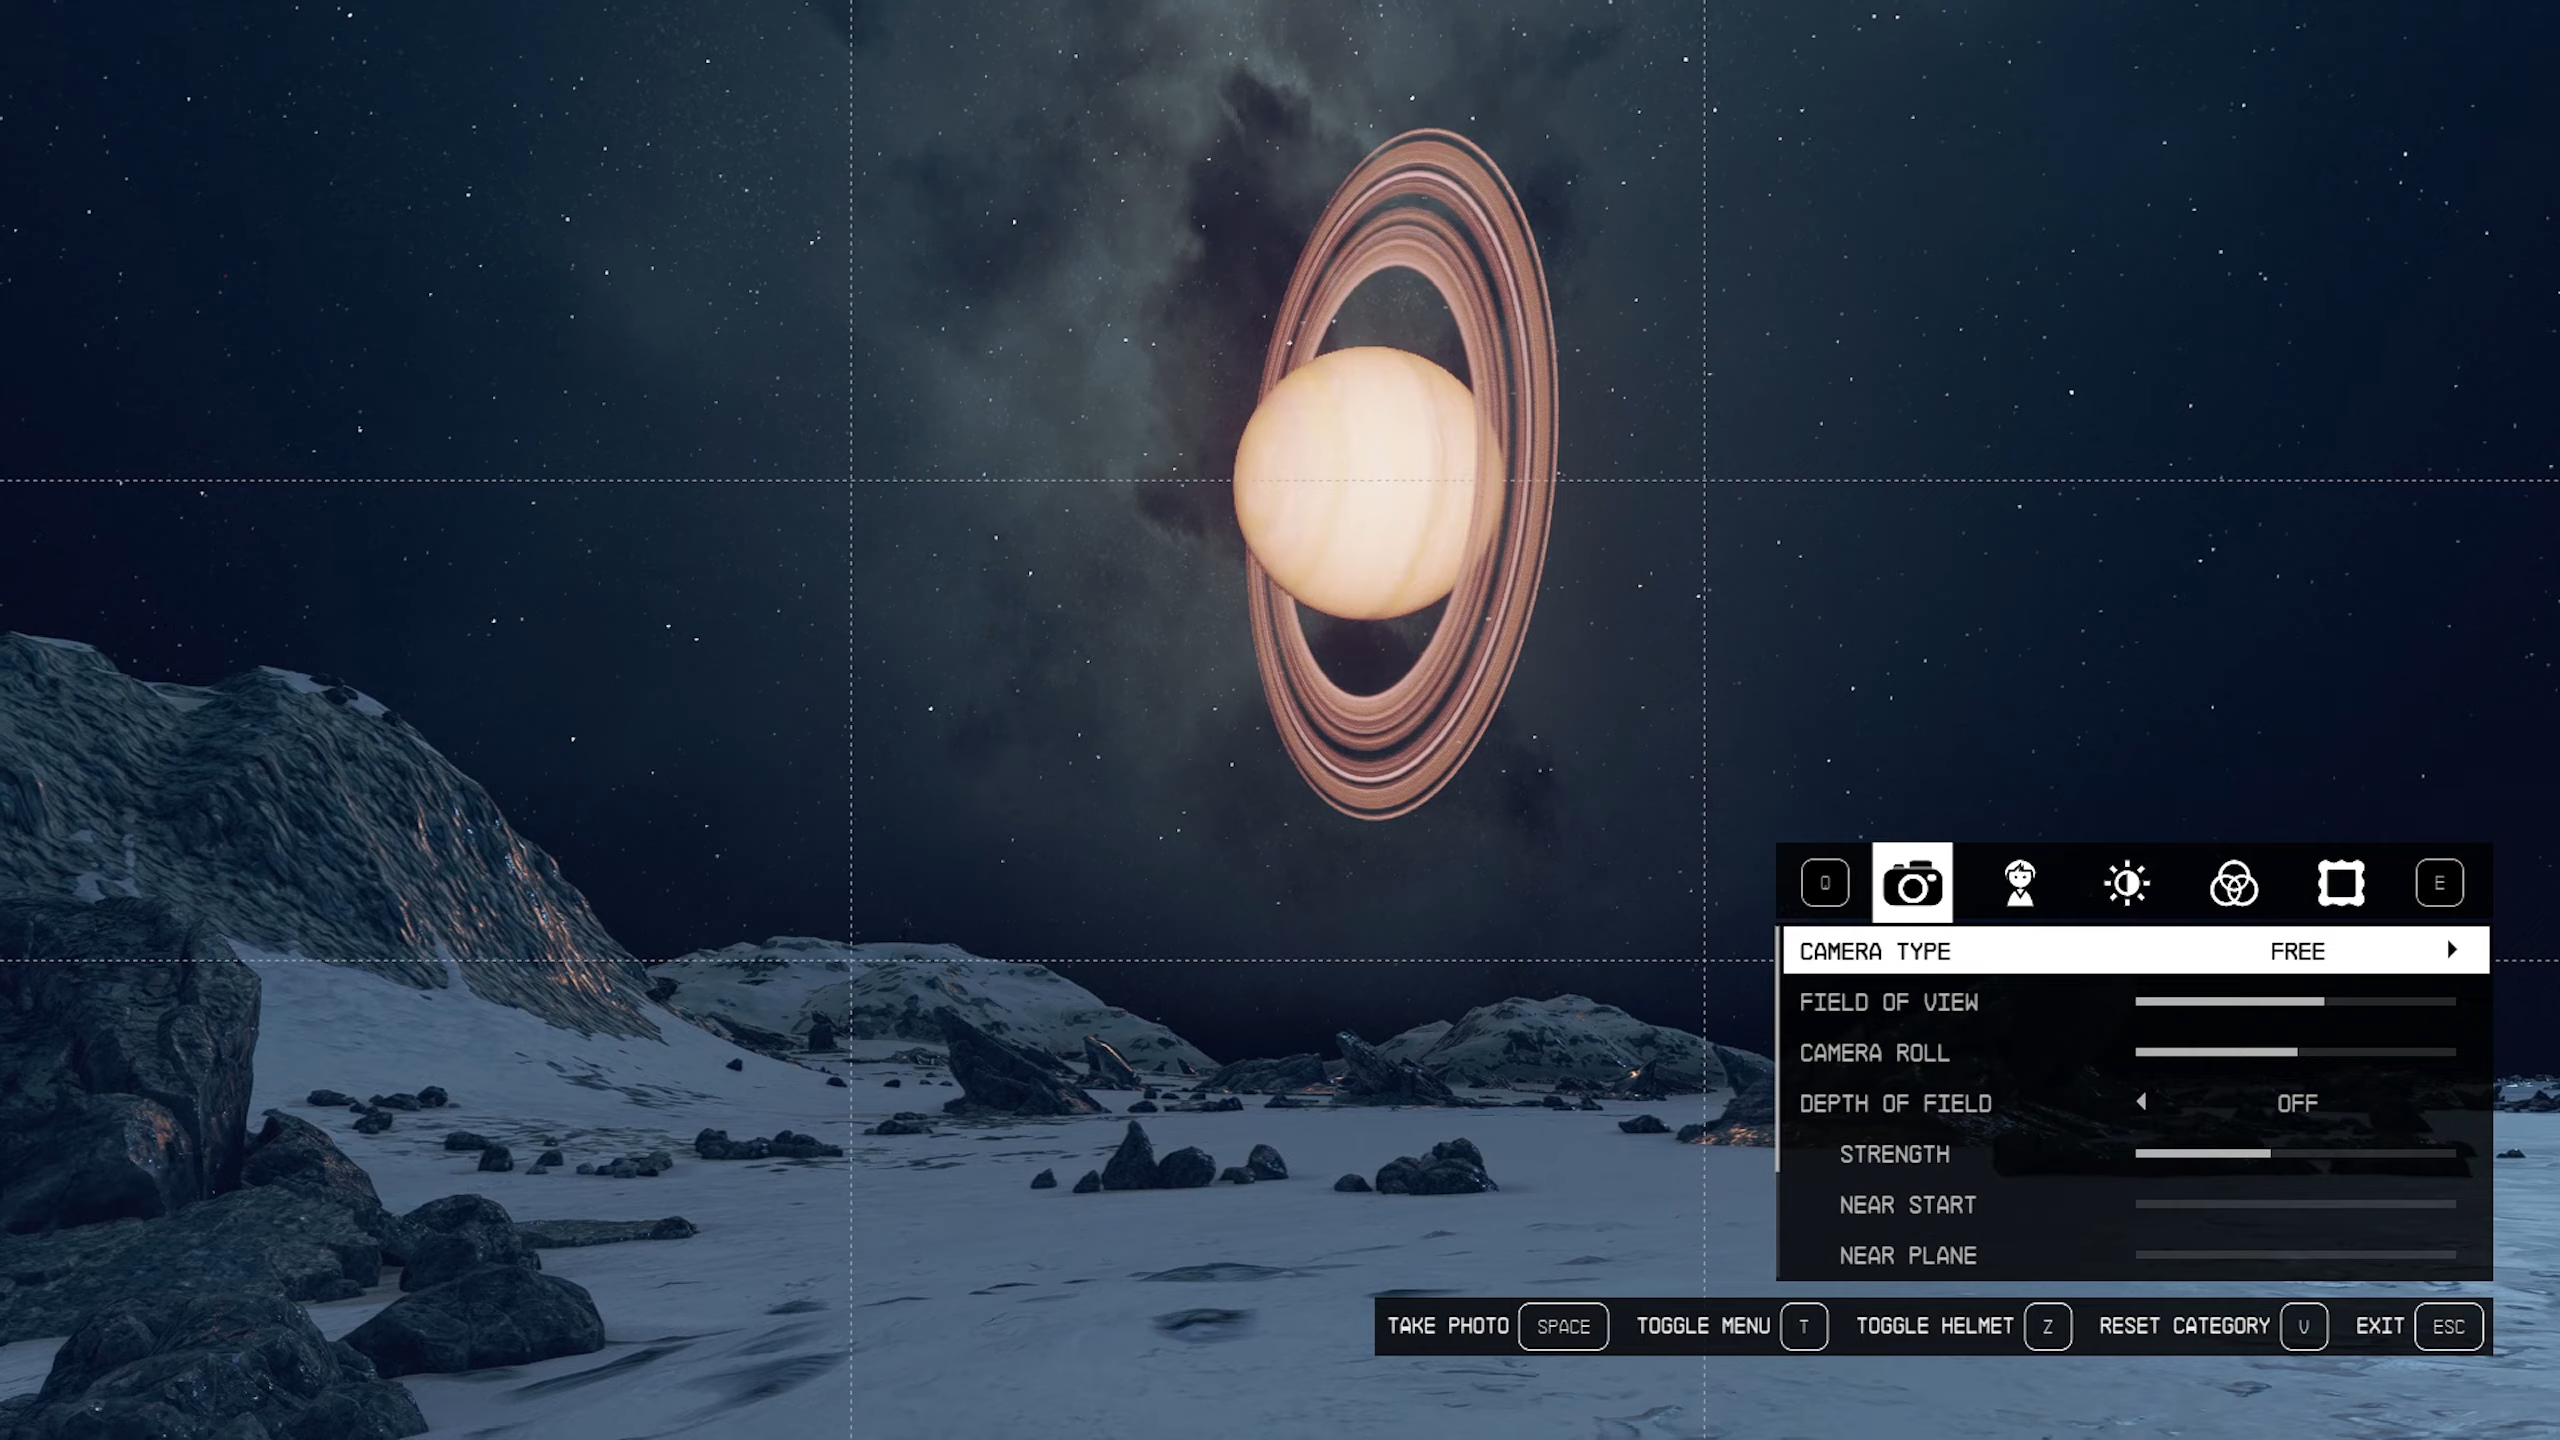 Q E
CAMERA TYPE FREE
FIELD OF VIEW
CAMERA ROLL
DEPTH OF FIELD OFF
STRENGTH
NEAR START
NEAR PLANE
TAKE PHOTO SPACE TOGGLE MENU T TOGGLE HELMET Z RESET CATEGORY V EXIT ESC